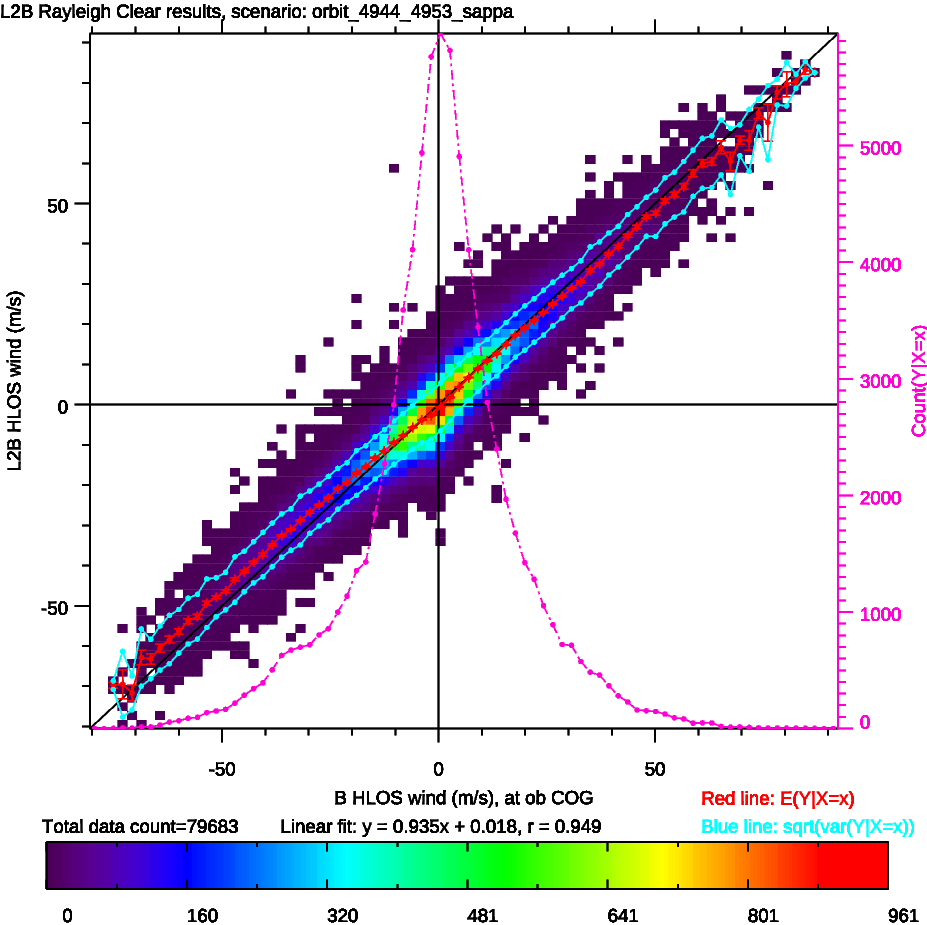 L2B Rayleigh Clear results, scenario: orbit_4944_4953_sappa
5000
4000
3000
2000
1000
0
Count(Y|X=x)
50
0
-50
L2B HLOS wind (m/s)
-50 0 50
B HLOS wind (m/s), at ob COG
Red line: E(Y|X=x)
Total data count=79683 Linear fit: y = 0.935x + 0.018, r = 0.949
Blue line: sqrt(var(Y|X=x))
0 160 320 481 641 801 961